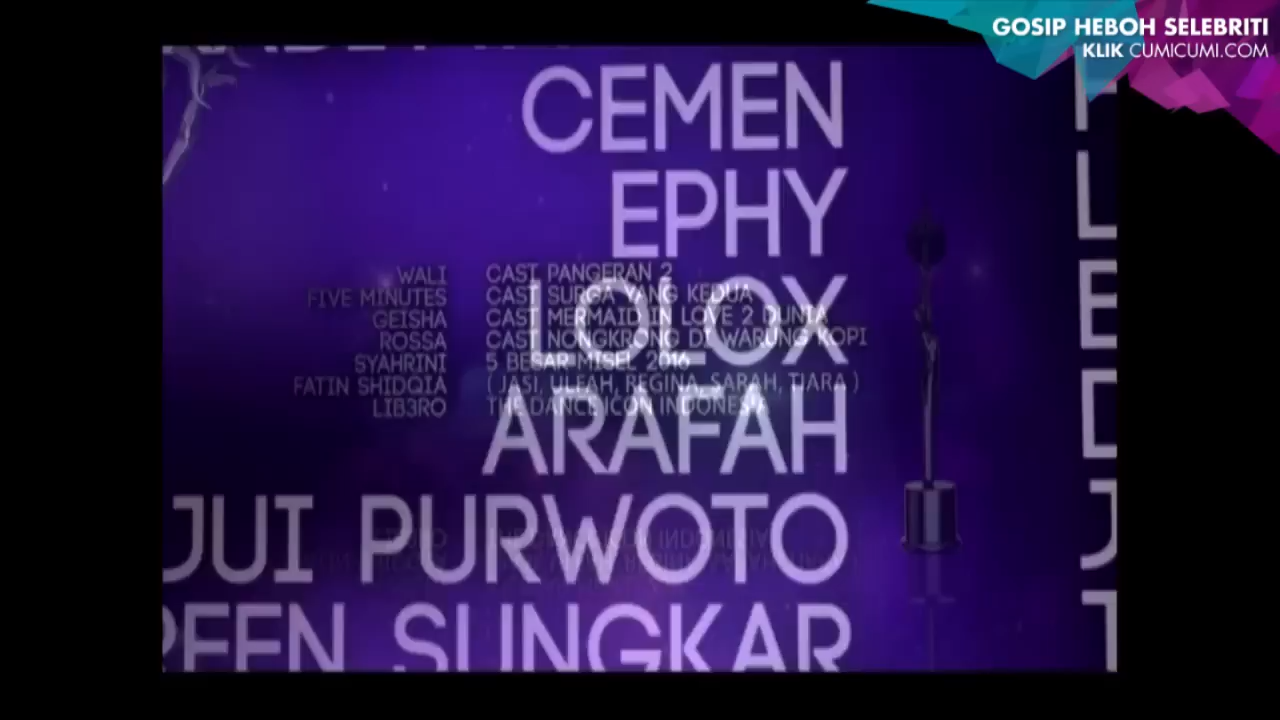 GOSIP HEBOH SELEBRITI
KLIK CUMICUMI.COM
CEMEN
EPHY
LOLOX
ARAFAH
JUI PURWOTO
SUNGKAR
WALI CAST PANGERAN 2
FIVE MINUTES CAST SURGA YANG KEDUA
GEISHA CAST MERMAID IN LOVE 2 DUNIA
ROSSA CAST NONGKRONG DI WARUNG KOPI
SYAHRINI 5 BESAR MISEL 2016
FATIN SHIDQIA ( JASI, ULFAH, REGINA, SARAH, TIARA )
LIB3RO THE DANCE ICON INDONESIA